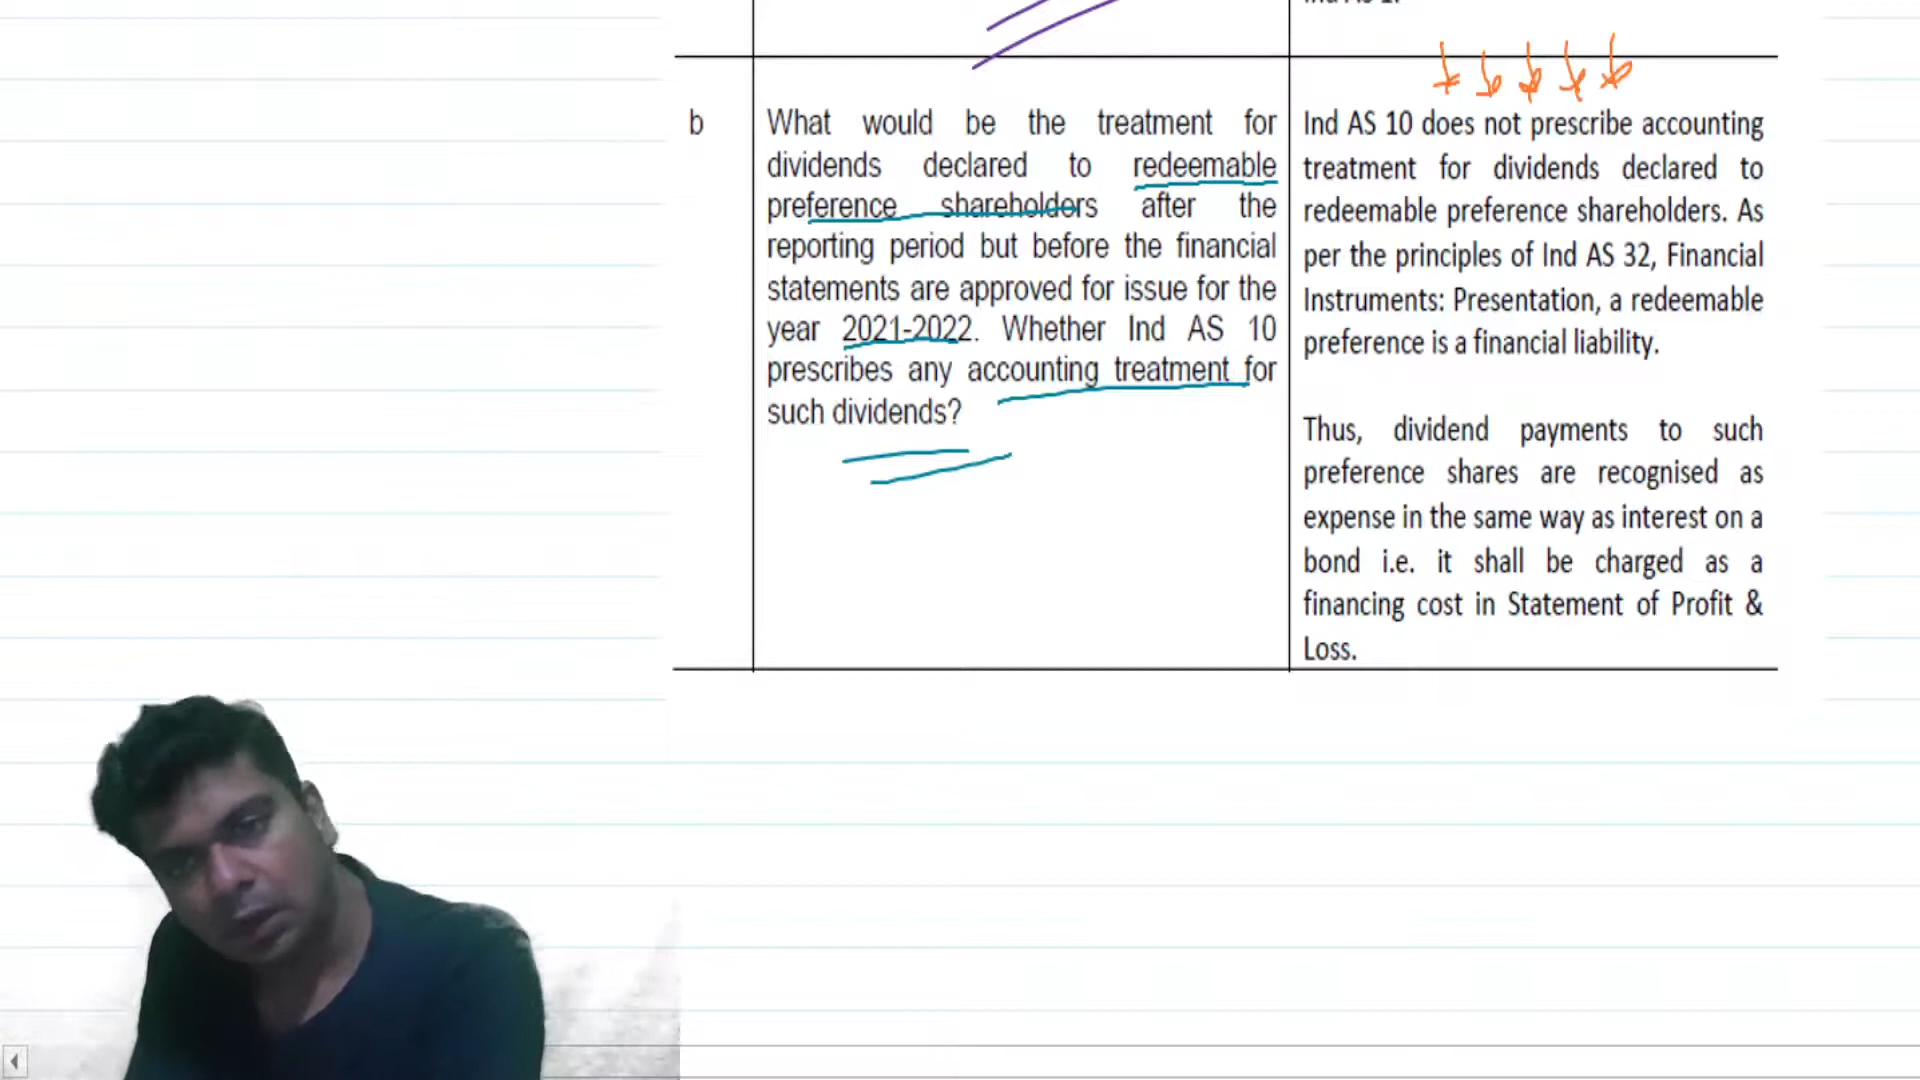 b
What would be the treatment for
dividends declared to redeemable
preference shareholders after the
reporting period but before the financial
statements are approved for issue for the
year 2021-2022. Whether Ind AS 10
prescribes any accounting treatment for
such dividends?
Ind AS 10 does not prescribe accounting
treatment for dividends declared to
redeemable preference shareholders. As
per the principles of Ind AS 32, Financial
Instruments: Presentation, a redeemable
preference is a financial liability.
Thus, dividend payments to such
preference shares are recognised as
expense in the same way as interest on a
bond i.e. it shall be charged as a
financing cost in Statement of Profit &
Loss.